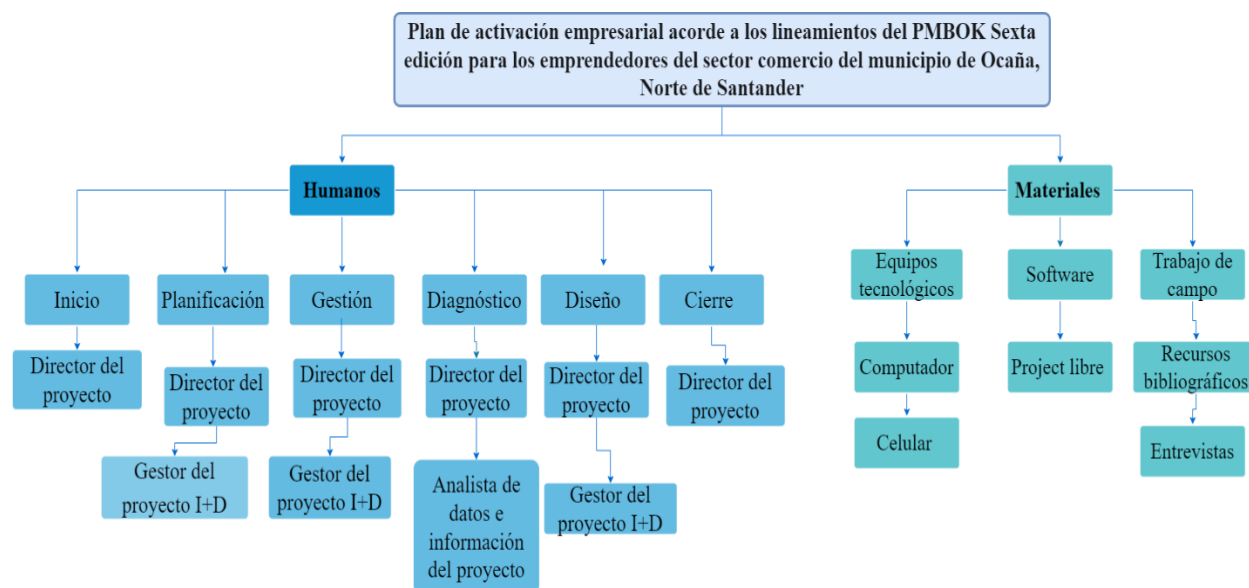 Plan de activación empresarial acorde a los lineamientos del PMBOK Sexta
edición para los emprendedores del sector comercio del municipio de Ocaña,
Norte de Santander
Humanos
Materiales
Inicio
Planificación
Gestión
Diagnóstico
Diseño
Cierre
Equipos
tecnológicos
Software
Trabajo de
campo
Director del
proyecto
Director del
proyecto
Director del
proyecto
Director del
proyecto
Director del
proyecto
Director del
proyecto
Computador
Project libre
Recursos
bibliográficos
Gestor del
proyecto I+D
Gestor del
proyecto I+D
Analista de
datos e
información
del proyecto
Gestor del
proyecto I+D
Celular
Entrevistas